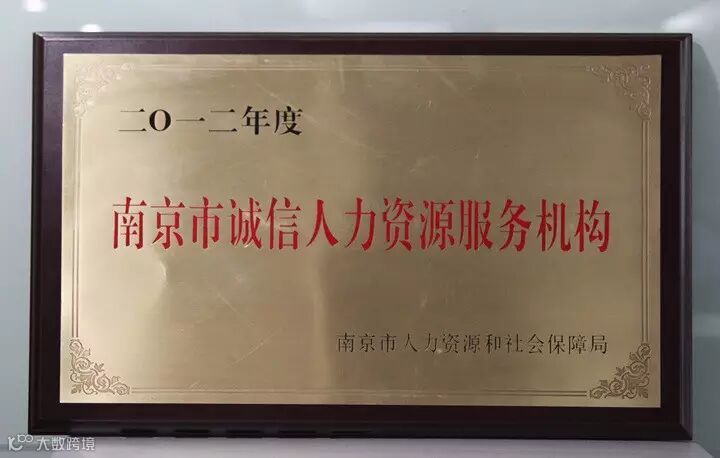 二〇一二年度
南京市诚信人力资源服务机构
南京市人力资源和社会保障局
大数跨境